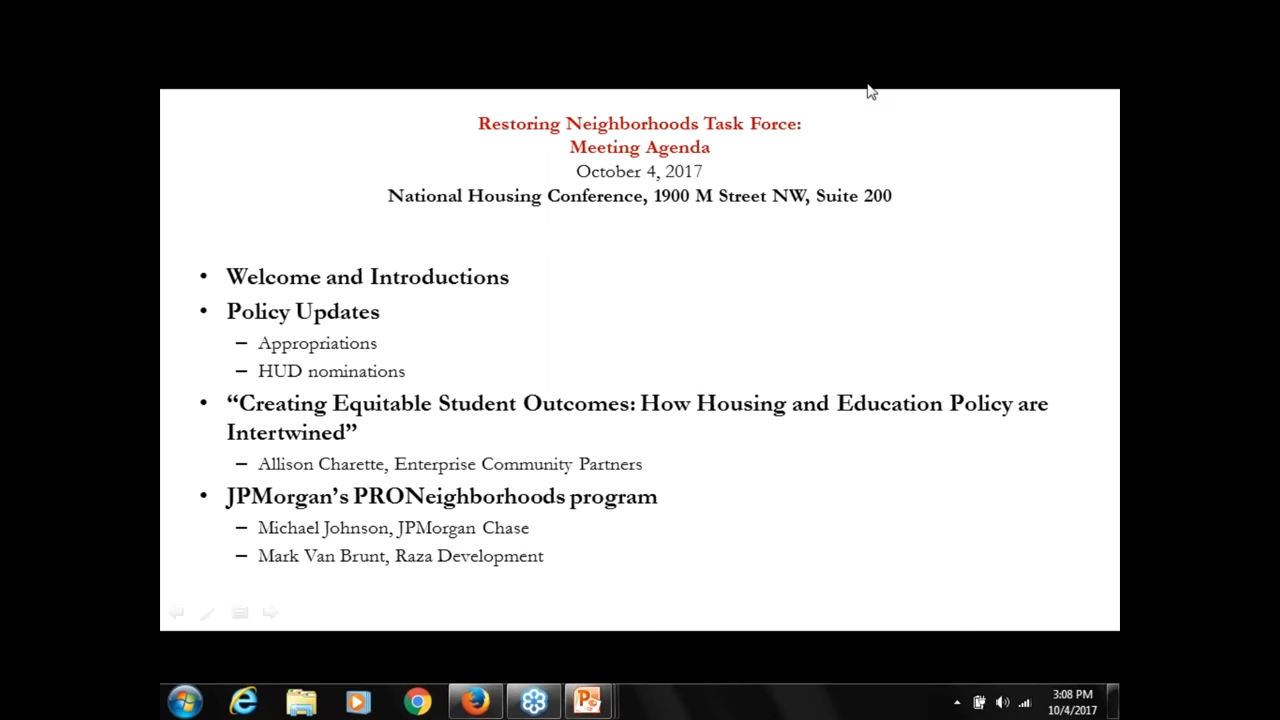 Restoring Neighborhoods Task Force:
Meeting Agenda
October 4, 2017
National Housing Conference, 1900 M Street NW, Suite 200
• Welcome and Introductions
• Policy Updates
– Appropriations
– HUD nominations
• “Creating Equitable Student Outcomes: How Housing and Education Policy are
Intertwined”
– Allison Charette, Enterprise Community Partners
• JPMorgan’s PRONeighborhoods program
– Michael Johnson, JPMorgan Chase
– Mark Van Brunt, Raza Development
3:08 PM
10/4/2017